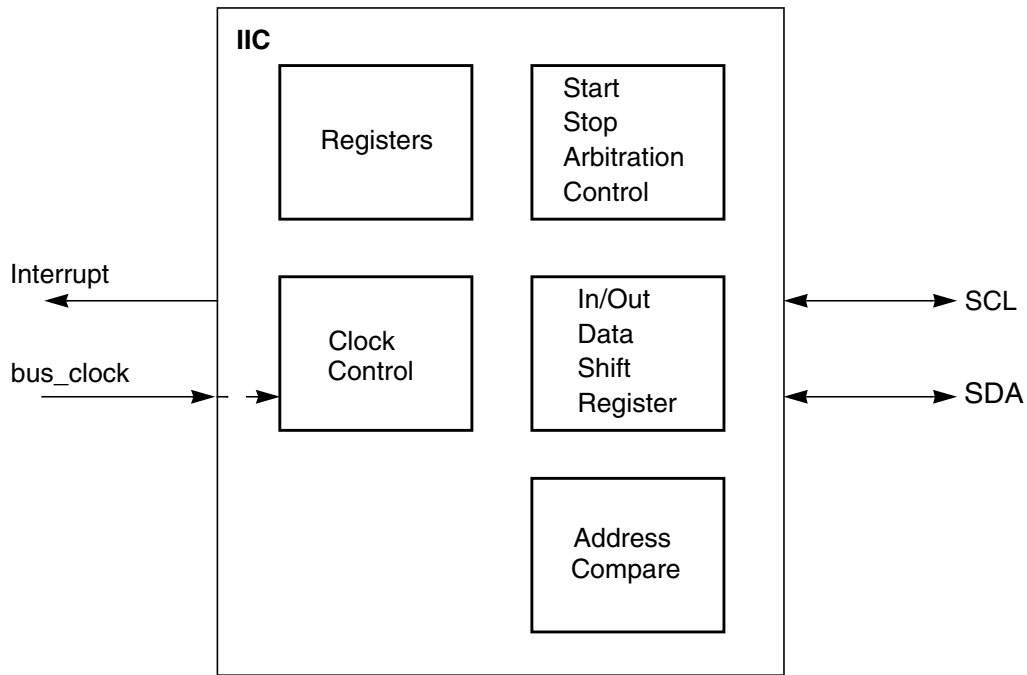 IIC
Registers
Start
Stop
Arbitration
Control
Interrupt
bus_clock
Clock
Control
In/Out
Data
Shift
Register
SCL
SDA
Address
Compare